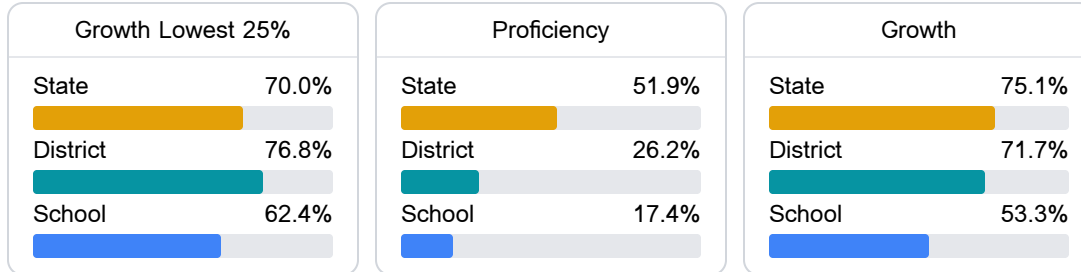 Growth Lowest 25%
State 70.0%
District 76.8%
School 62.4%
Proficiency
State 51.9%
District 26.2%
School 17.4%
Growth
State 75.1%
District 71.7%
School 53.3%